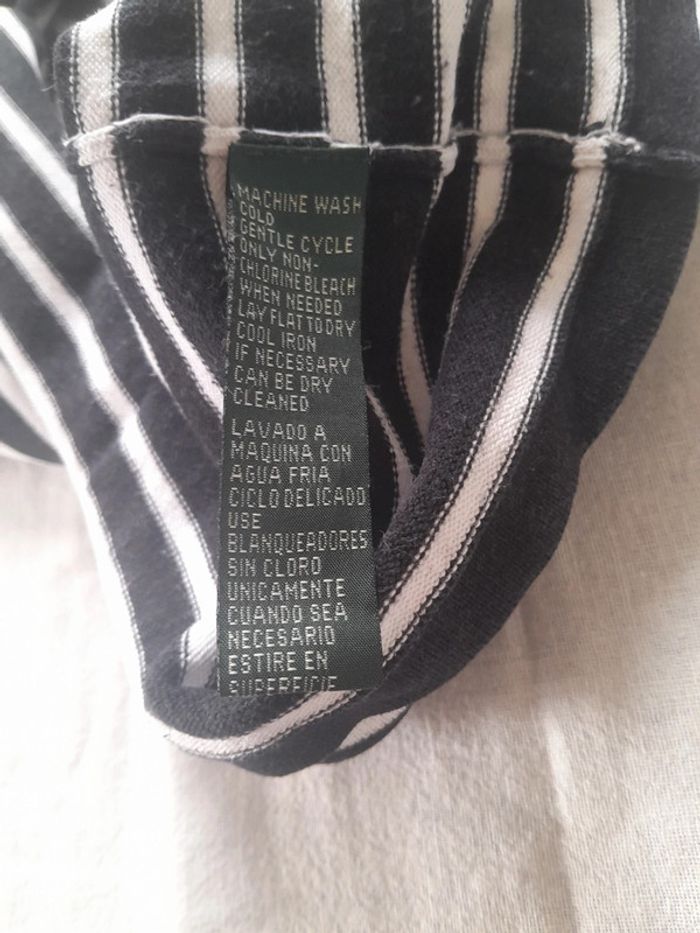 MACHINE WASH
COLD
GENTLE CYCLE
ONLY NON-
CHLORINE BLEACH
WHEN NEEDED
LAY FLAT TO DRY
COOL IRON
IF NECESSARY
CAN BE DRY
CLEANED
LAVADO A
MAQUINA CON
AGUA FRIA
CICLO DELICADO
USE
BLANQUEADORES
SIN CLORO
UNICAMENTE
CUANDO SEA
NECESARIO
ESTIRE EN
SUPERFICIE